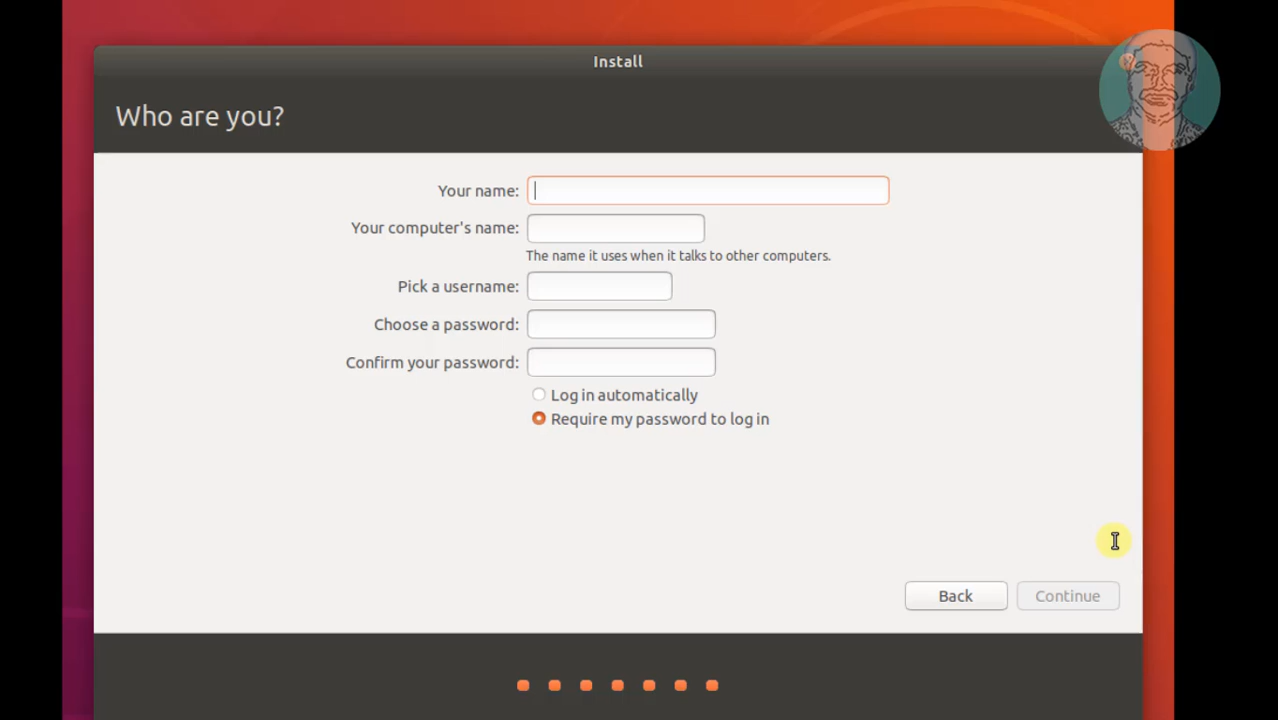 Install
Who are you?
Your name:
Your computer's name:
The name it uses when it talks to other computers.
Pick a username:
Choose a password:
Confirm your password:
Log in automatically
Require my password to log in
Back Continue